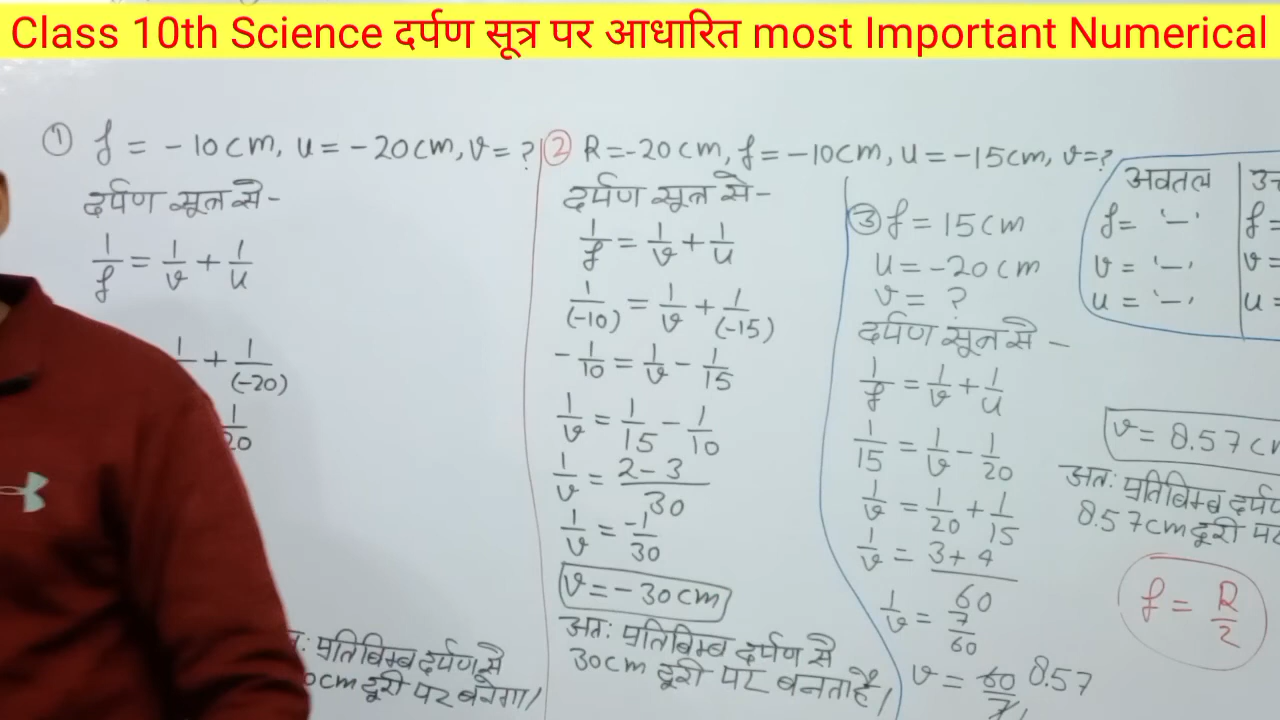 Class 10th Science दर्पण सूत्र पर आधारित most Important Numerical
① f = - 10cm, u = - 20cm, v = ?
दर्पण सूत्र से -
1/f = 1/v + 1/u
1/ + 1/(-20)
1/20
: प्रतिबिम्ब दर्पण से
0cm दूरी पर बनेगा।
② R = -20cm, f = -10cm, u = -15cm, v = ?
दर्पण सूत्र से -
1/f = 1/v + 1/u
1/(-10) = 1/v + 1/(-15)
- 1/10 = 1/v - 1/15
1/v = 1/15 - 1/10
1/v = 2-3/30
1/v = -1/30
v = - 30cm
अतः प्रतिबिम्ब दर्पण से
30cm दूरी पर बनता है।
③ f = 15cm
u = -20cm
v = ?
दर्पण सूत्र से -
1/f = 1/v + 1/u
1/15 = 1/v - 1/20
1/v = 1/20 + 1/15
1/v = 3+4/60
1/v = 7/60
v = 60/7 8.57
अवतल
f = '-'
v = '-'
u = '-'
f =
v =
u =
v = 8.57c
अतः प्रतिबिम्ब
8.57cm दूरी पर
f = R/2